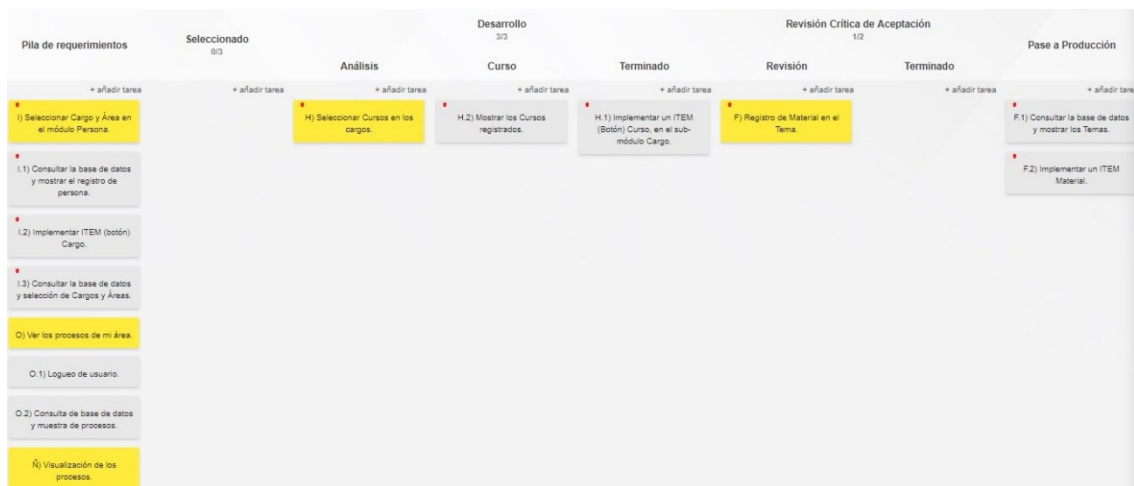 Pila de requerimientos
Seleccionado
0/3
Desarrollo
3/3
Análisis
Curso
Terminado
Revisión Crítica de Aceptación
1/2
Revisión
Terminado
Pase a Producción
+ añadir tarea
+ añadir tarea
+ añadir tarea
+ añadir tarea
+ añadir tarea
+ añadir tarea
+ añadir tarea
+ añadir tare
I) Seleccionar Cargo y Área en
el módulo Persona.
I.1) Consultar la base de datos
y mostrar el registro de
persona.
I.2) Implementar ITEM (botón)
Cargo.
I.3) Consultar la base de datos
y selección de Cargos y Áreas.
O) Ver los procesos de mi área.
O.1) Logueo de usuario.
O.2) Consulta de base de datos
y muestra de procesos.
Ñ) Visualización de los
procesos.
H) Seleccionar Cursos en los
cargos.
H.2) Mostrar los Cursos
registrados.
H.1) Implementar un ITEM
(Botón) Curso, en el sub-
módulo Cargo.
F) Registro de Material en el
Tema.
F.1) Consultar la base de datos
y mostrar los Temas.
F.2) Implementar un ITEM
Material.